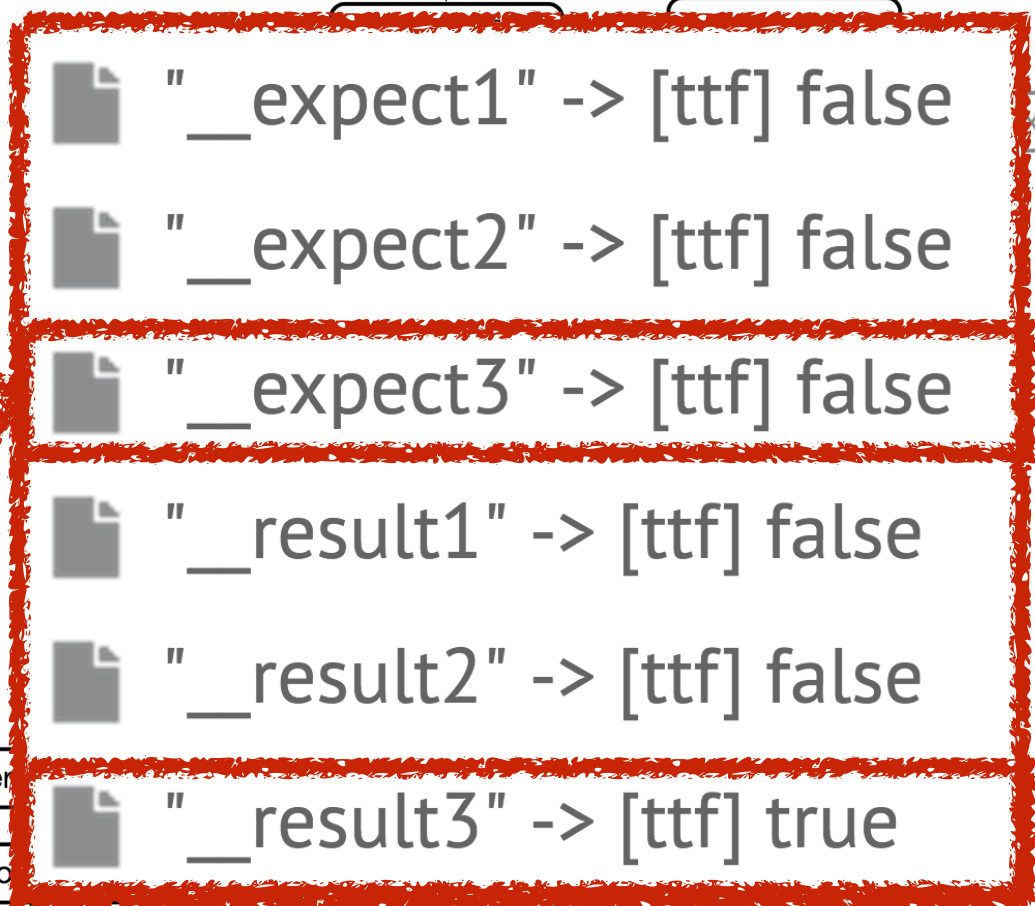 "__expect1" -> [ttf] false
"__expect2" -> [ttf] false
"__expect3" -> [ttf] false
"__result1" -> [ttf] false
"__result2" -> [ttf] false
"__result3" -> [ttf] true